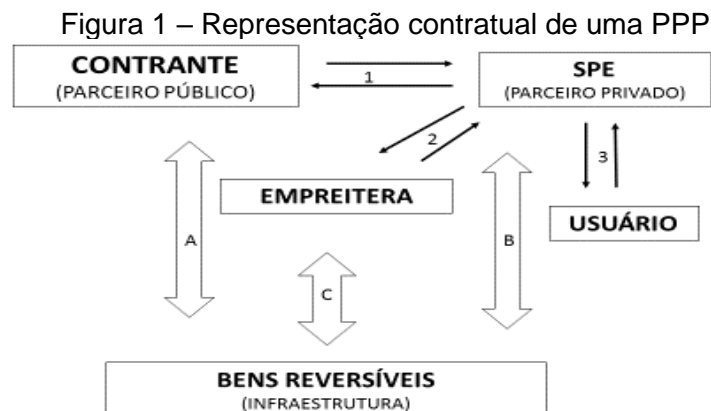 Figura 1 – Representação contratual de uma PPP
CONTRANTE
(PARCEIRO PÚBLICO)
1
SPE
(PARCEIRO PRIVADO)
2
3
EMPREITERA
USUÁRIO
A
B
C
BENS REVERSÍVEIS
(INFRAESTRUTURA)